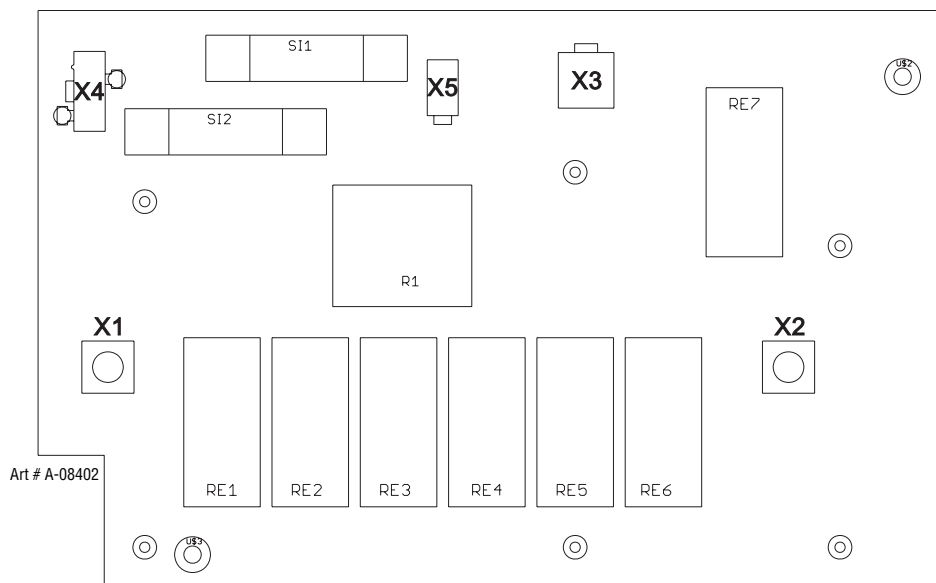 SI1
U$2
X4
X5
X3
RE7
SI2
R1
X1
X2
Art # A-08402
RE1 RE2 RE3 RE4 RE5 RE6
U$3